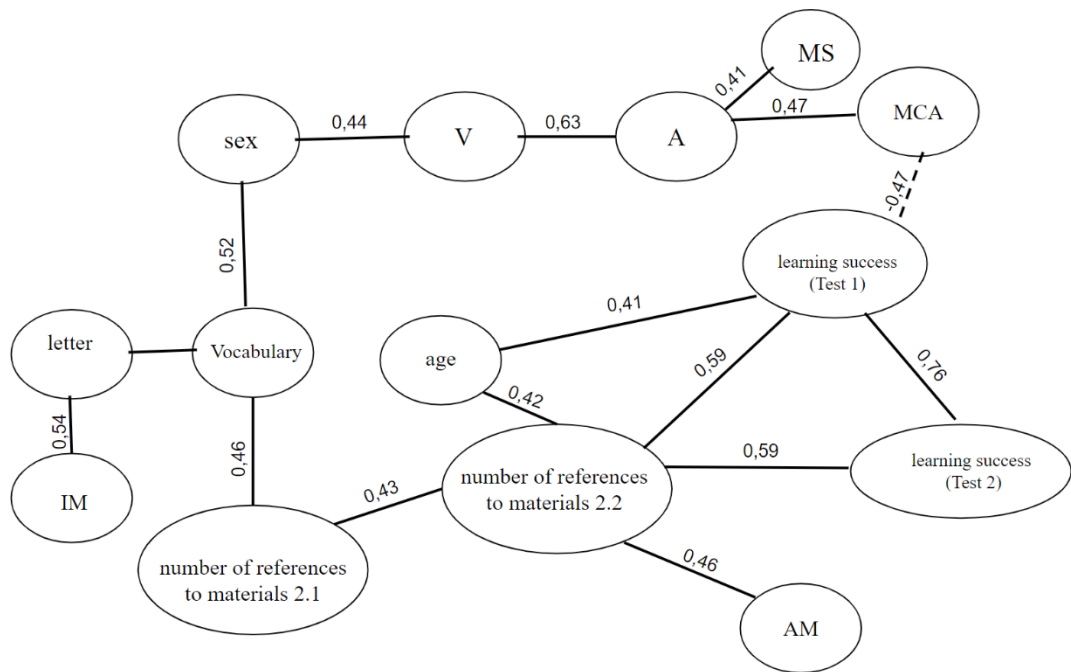 MS
0,41
0,47
MCA
sex
0,44
V
0,63
A
-0,47
0,52
learning success
(Test 1)
0,41
letter
Vocabulary
age
0,59
0,76
0,42
0,54
0,46
IM
number of references
to materials 2.1
0,43
number of references
to materials 2.2
0,59
learning success
(Test 2)
0,46
AM